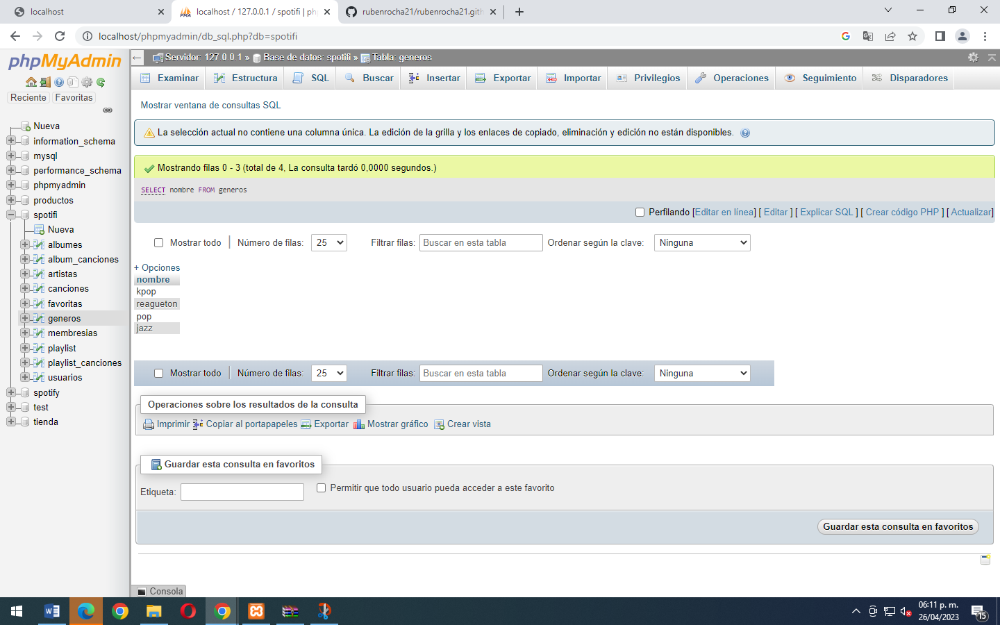 localhost
localhost / 127.0.0.1 / spotifi | ph
rubenrocha21/rubenrocha21.gith
localhost/phpmyadmin/db_sql.php?db=spotifi
phpMyAdmin
Reciente Favoritas
Nueva
information_schema
mysql
performance_schema
phpmyadmin
productos
spotifi
Nueva
albumes
album_canciones
artistas
canciones
favoritas
generos
membresias
playlist
playlist_canciones
usuarios
spotify
test
tienda
Servidor: 127.0.0.1 » Base de datos: spotifi » Tabla: generos
Examinar Estructura SQL Buscar Insertar Exportar Importar Privilegios Operaciones Seguimiento Disparadores
Mostrar ventana de consultas SQL
La selección actual no contiene una columna única. La edición de la grilla y los enlaces de copiado, eliminación y edición no están disponibles.
Mostrando filas 0 - 3 (total de 4, La consulta tardó 0,0000 segundos.)
SELECT nombre FROM generos
Perfilando [Editar en línea] [ Editar ] [ Explicar SQL ] [ Crear código PHP ] [ Actualizar]
Mostrar todo | Número de filas: 25 Filtrar filas: Buscar en esta tabla Ordenar según la clave: Ninguna
+ Opciones
nombre
kpop
reagueton
pop
jazz
Mostrar todo | Número de filas: 25 Filtrar filas: Buscar en esta tabla Ordenar según la clave: Ninguna
Operaciones sobre los resultados de la consulta
Imprimir Copiar al portapapeles Exportar Mostrar gráfico Crear vista
Guardar esta consulta en favoritos
Etiqueta: Permitir que todo usuario pueda acceder a este favorito
Guardar esta consulta en favoritos
Consola
06:11 p. m.
26/04/2023
15